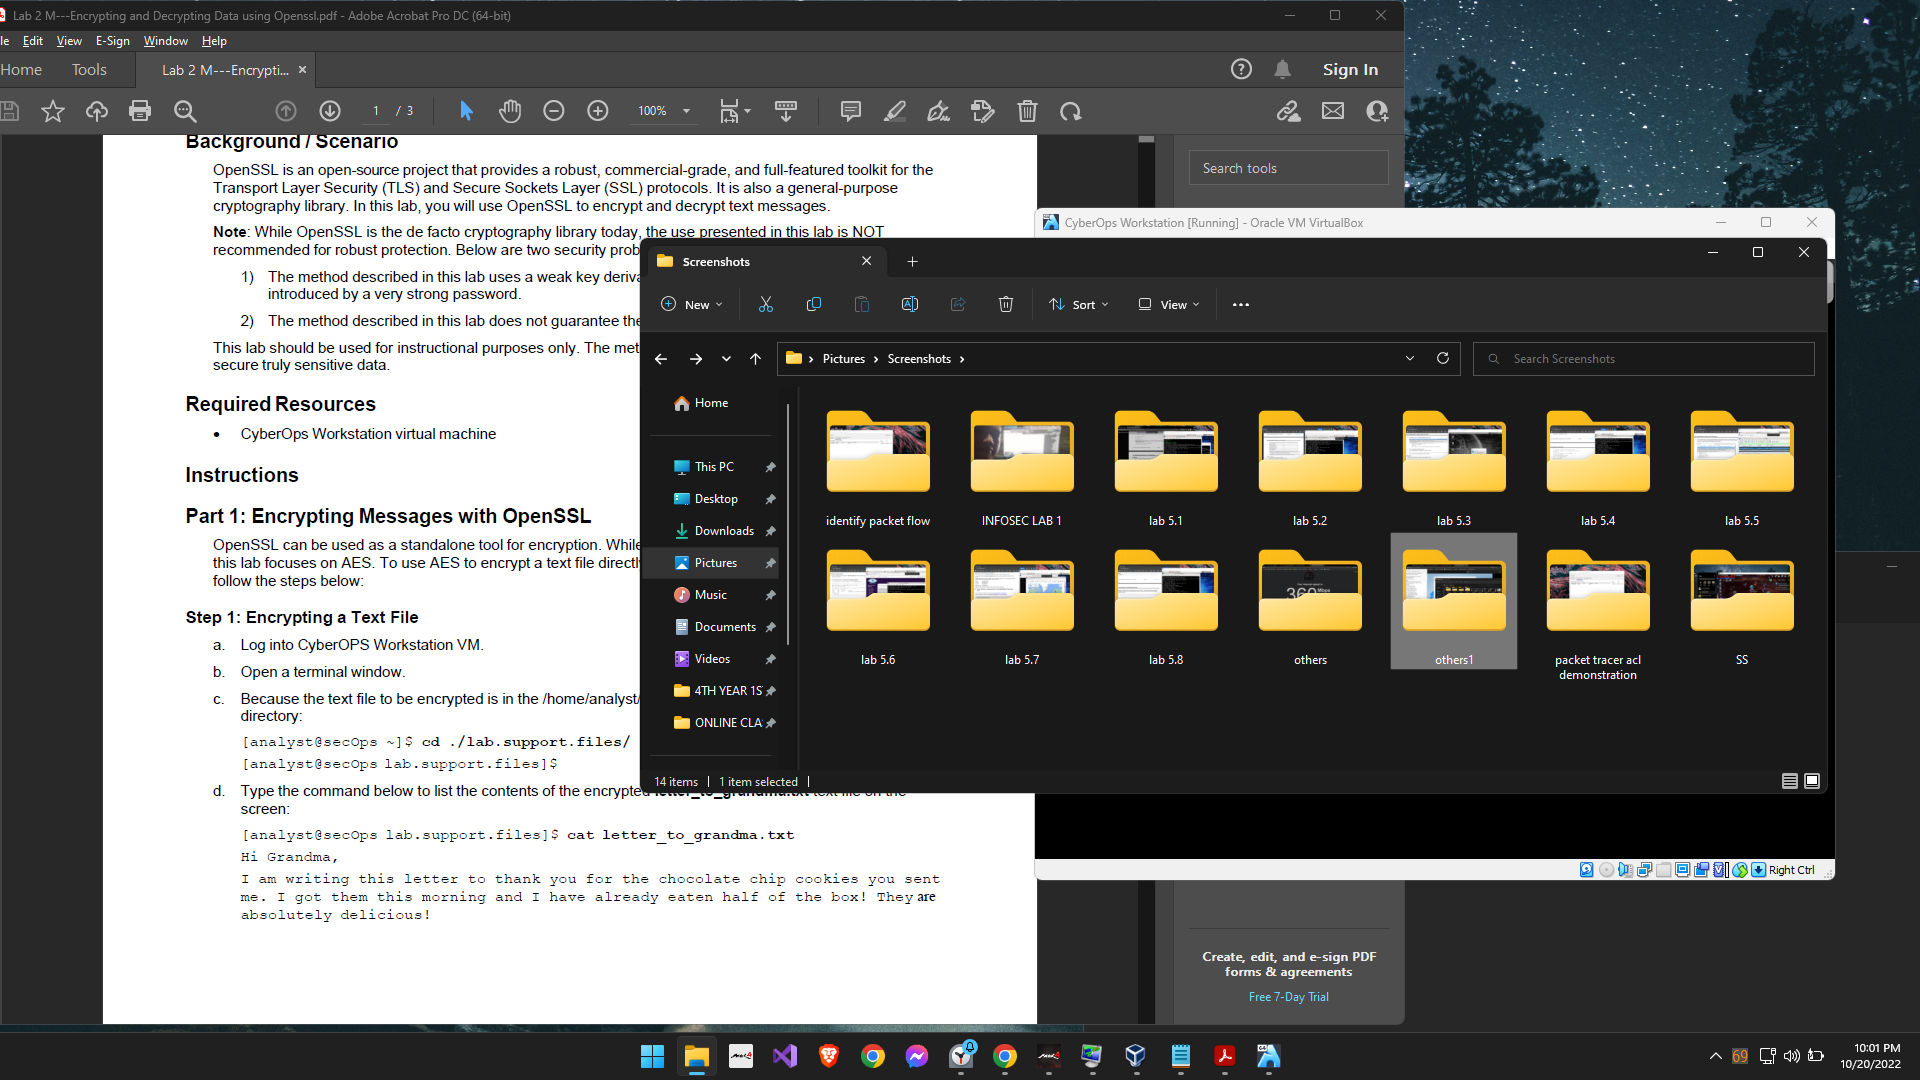 Lab 2 M---Encrypting and Decrypting Data using Openssl.pdf - Adobe Acrobat Pro DC (64-bit)
le Edit View E-Sign Window Help
Home Tools Lab 2 M---Encrypti... × Sign In
1 / 3 100%
Background / Scenario
OpenSSL is an open-source project that provides a robust, commercial-grade, and full-featured toolkit for the
Transport Layer Security (TLS) and Secure Sockets Layer (SSL) protocols. It is also a general-purpose
cryptography library. In this lab, you will use OpenSSL to encrypt and decrypt text messages.
Note: While OpenSSL is the de facto cryptography library today, the use presented in this lab is NOT
recommended for robust protection. Below are two security prob
1) The method described in this lab uses a weak key deriva
introduced by a very strong password.
2) The method described in this lab does not guarantee the
This lab should be used for instructional purposes only. The met
secure truly sensitive data.
Required Resources
• CyberOps Workstation virtual machine
Instructions
Part 1: Encrypting Messages with OpenSSL
OpenSSL can be used as a standalone tool for encryption. While
this lab focuses on AES. To use AES to encrypt a text file directl
follow the steps below:
Step 1: Encrypting a Text File
a. Log into CyberOPS Workstation VM.
b. Open a terminal window.
c. Because the text file to be encrypted is in the /home/analyst/
directory:
[analyst@secOps ~]$ cd ./lab.support.files/
[analyst@secOps lab.support.files]$
d. Type the command below to list the contents of the encrypted letter_to_grandma.txt text file on the
screen:
[analyst@secOps lab.support.files]$ cat letter_to_grandma.txt
Hi Grandma,
I am writing this letter to thank you for the chocolate chip cookies you sent
me. I got them this morning and I have already eaten half of the box! They are
absolutely delicious!
Search tools
CyberOps Workstation [Running] - Oracle VM VirtualBox
Screenshots
New Sort View
Pictures Screenshots
Search Screenshots
Home
This PC
Desktop
Downloads
Pictures
Music
Documents
Videos
4TH YEAR 1S
ONLINE CLA
identify packet flow
INFOSEC LAB 1
lab 5.1
lab 5.2
lab 5.3
lab 5.4
lab 5.5
lab 5.6
lab 5.7
lab 5.8
others
others1
packet tracer acl
demonstration
SS
14 items 1 item selected
Right Ctrl
Create, edit, and e-sign PDF
forms & agreements
Free 7-Day Trial
69
10:01 PM
10/20/2022